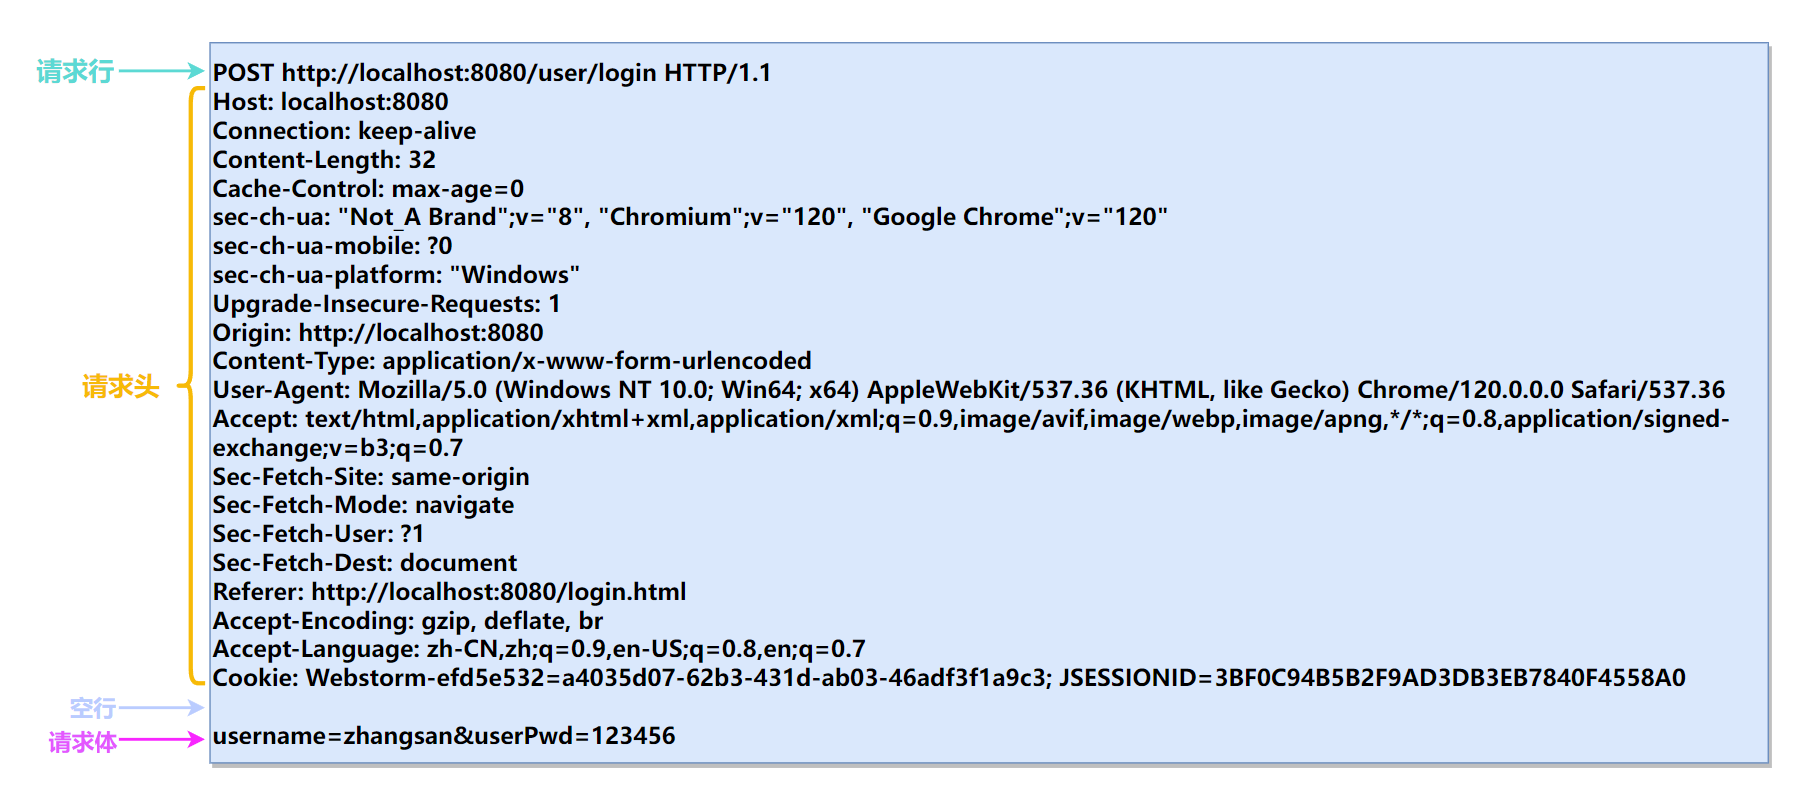 请求行
POST http://localhost:8080/user/login HTTP/1.1
Host: localhost:8080
Connection: keep-alive
Content-Length: 32
Cache-Control: max-age=0
sec-ch-ua: "Not_A Brand";v="8", "Chromium";v="120", "Google Chrome";v="120"
sec-ch-ua-mobile: ?0
sec-ch-ua-platform: "Windows"
Upgrade-Insecure-Requests: 1
Origin: http://localhost:8080
Content-Type: application/x-www-form-urlencoded
请求头
User-Agent: Mozilla/5.0 (Windows NT 10.0; Win64; x64) AppleWebKit/537.36 (KHTML, like Gecko) Chrome/120.0.0.0 Safari/537.36
Accept: text/html,application/xhtml+xml,application/xml;q=0.9,image/avif,image/webp,image/apng,*/*;q=0.8,application/signed-
exchange;v=b3;q=0.7
Sec-Fetch-Site: same-origin
Sec-Fetch-Mode: navigate
Sec-Fetch-User: ?1
Sec-Fetch-Dest: document
Referer: http://localhost:8080/login.html
Accept-Encoding: gzip, deflate, br
Accept-Language: zh-CN,zh;q=0.9,en-US;q=0.8,en;q=0.7
Cookie: Webstorm-efd5e532=a4035d07-62b3-431d-ab03-46adf3f1a9c3; JSESSIONID=3BF0C94B5B2F9AD3DB3EB7840F4558A0
空行
请求体
username=zhangsan&userPwd=123456